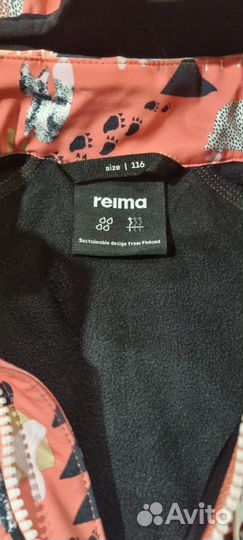 size | 116
reima
Sustainable design from Finland
Avito